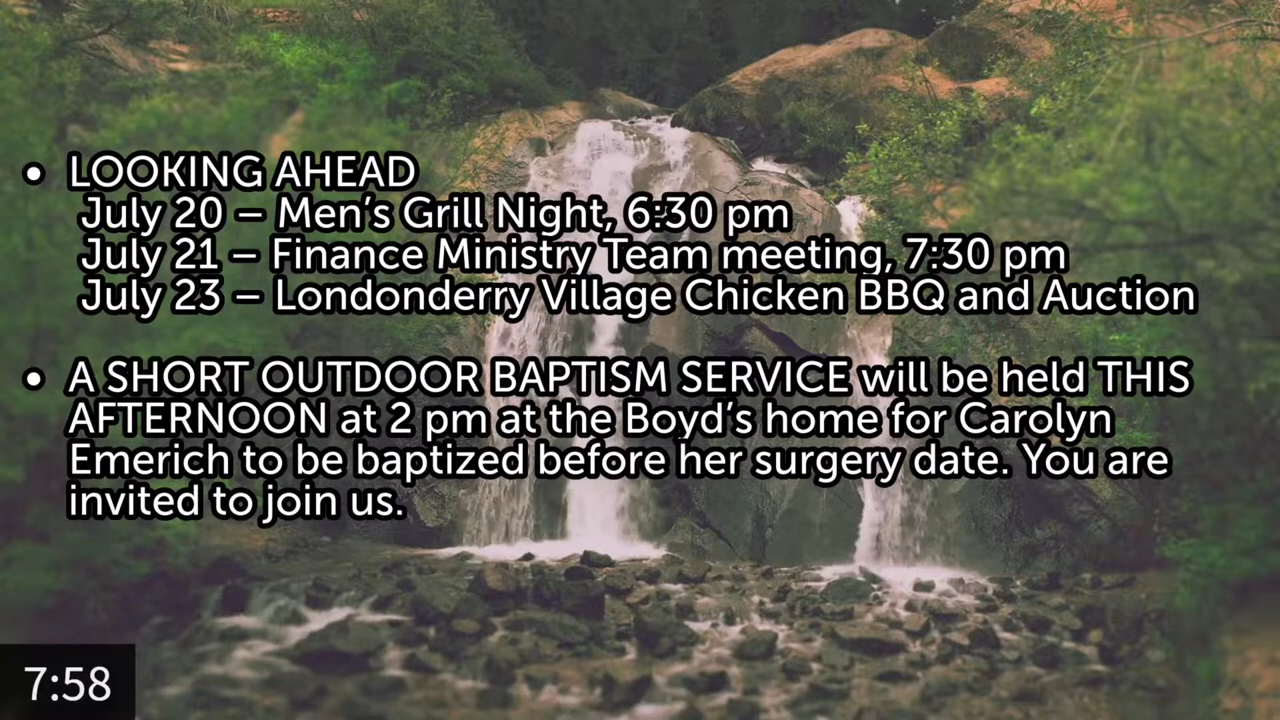 • LOOKING AHEAD
July 20 – Men's Grill Night, 6:30 pm
July 21 – Finance Ministry Team meeting, 7:30 pm
July 23 – Londonderry Village Chicken BBQ and Auction
• A SHORT OUTDOOR BAPTISM SERVICE will be held THIS
AFTERNOON at 2 pm at the Boyd's home for Carolyn
Emerich to be baptized before her surgery date. You are
invited to join us.
7:58